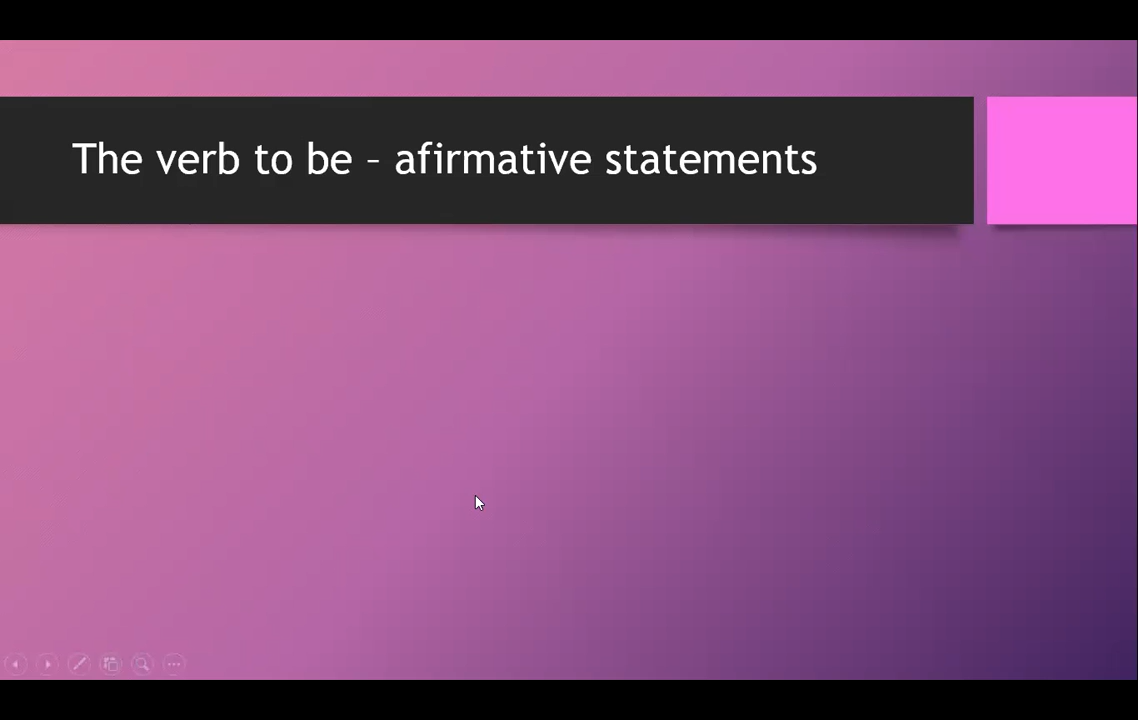 The verb to be – afirmative statements